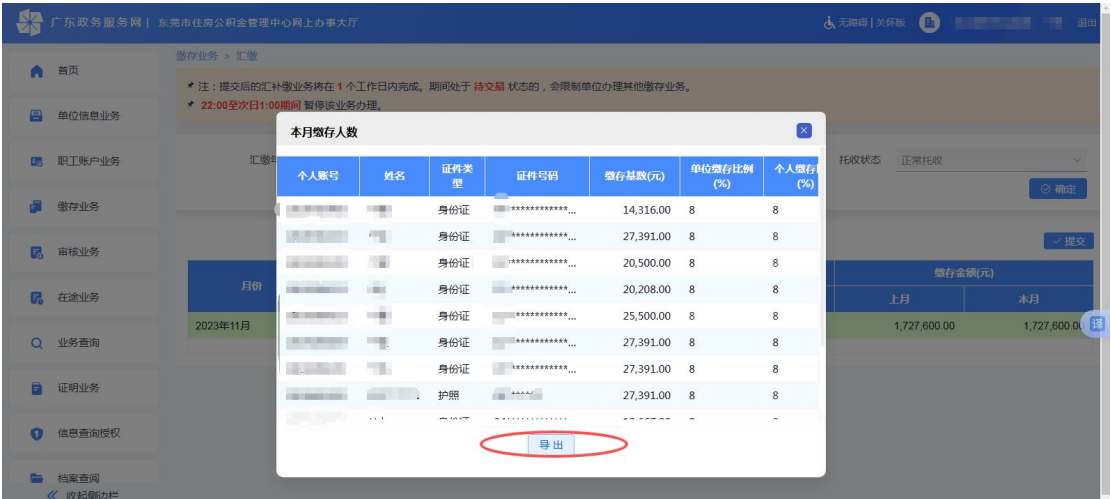 广东政务服务网 | 东莞市住房公积金管理中心网上办事大厅
无障碍 | 关怀版
退出
首页
单位信息业务
职工账户业务
缴存业务
审核业务
在途业务
业务查询
证明业务
信息查询授权
档案查阅
收起侧边栏
缴存业务 > 汇缴
注:提交后的汇补缴业务将在 1 个工作日内完成。期间处于 待交易 状态的,会限制单位办理其他缴存业务。
22:00至次日1:00期间 暂停该业务办理。
汇缴
托收状态 正常托收
确定
提交
月份 缴存金额(元)
上月 本月
2023年11月 1,727,600.00 1,727,600.00
译
本月缴存人数
个人账号 姓名 证件类型 证件号码 缴存基数(元) 单位缴存比例(%) 个人缴存(%)
身份证 ************... 14,316.00 8 8
身份证 ************... 27,391.00 8 8
身份证 ************... 20,500.00 8 8
身份证 ************... 20,208.00 8 8
身份证 ************... 25,500.00 8 8
身份证 ************... 27,391.00 8 8
身份证 ************... 27,391.00 8 8
护照 27,391.00 8 8
导出